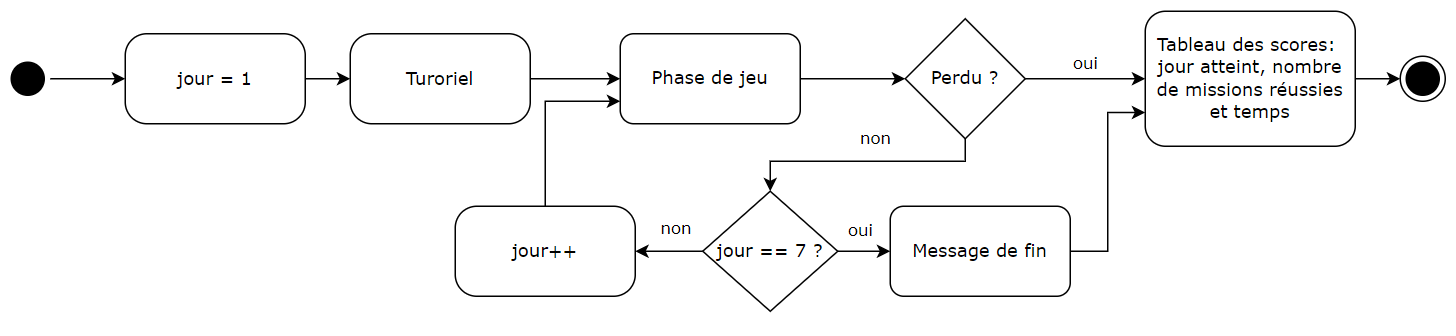 jour = 1
Turoriel
Phase de jeu
Perdu ?
oui
Tableau des scores:
jour atteint, nombre
de missions réussies
et temps
non
jour++
non
jour == 7 ?
oui
Message de fin